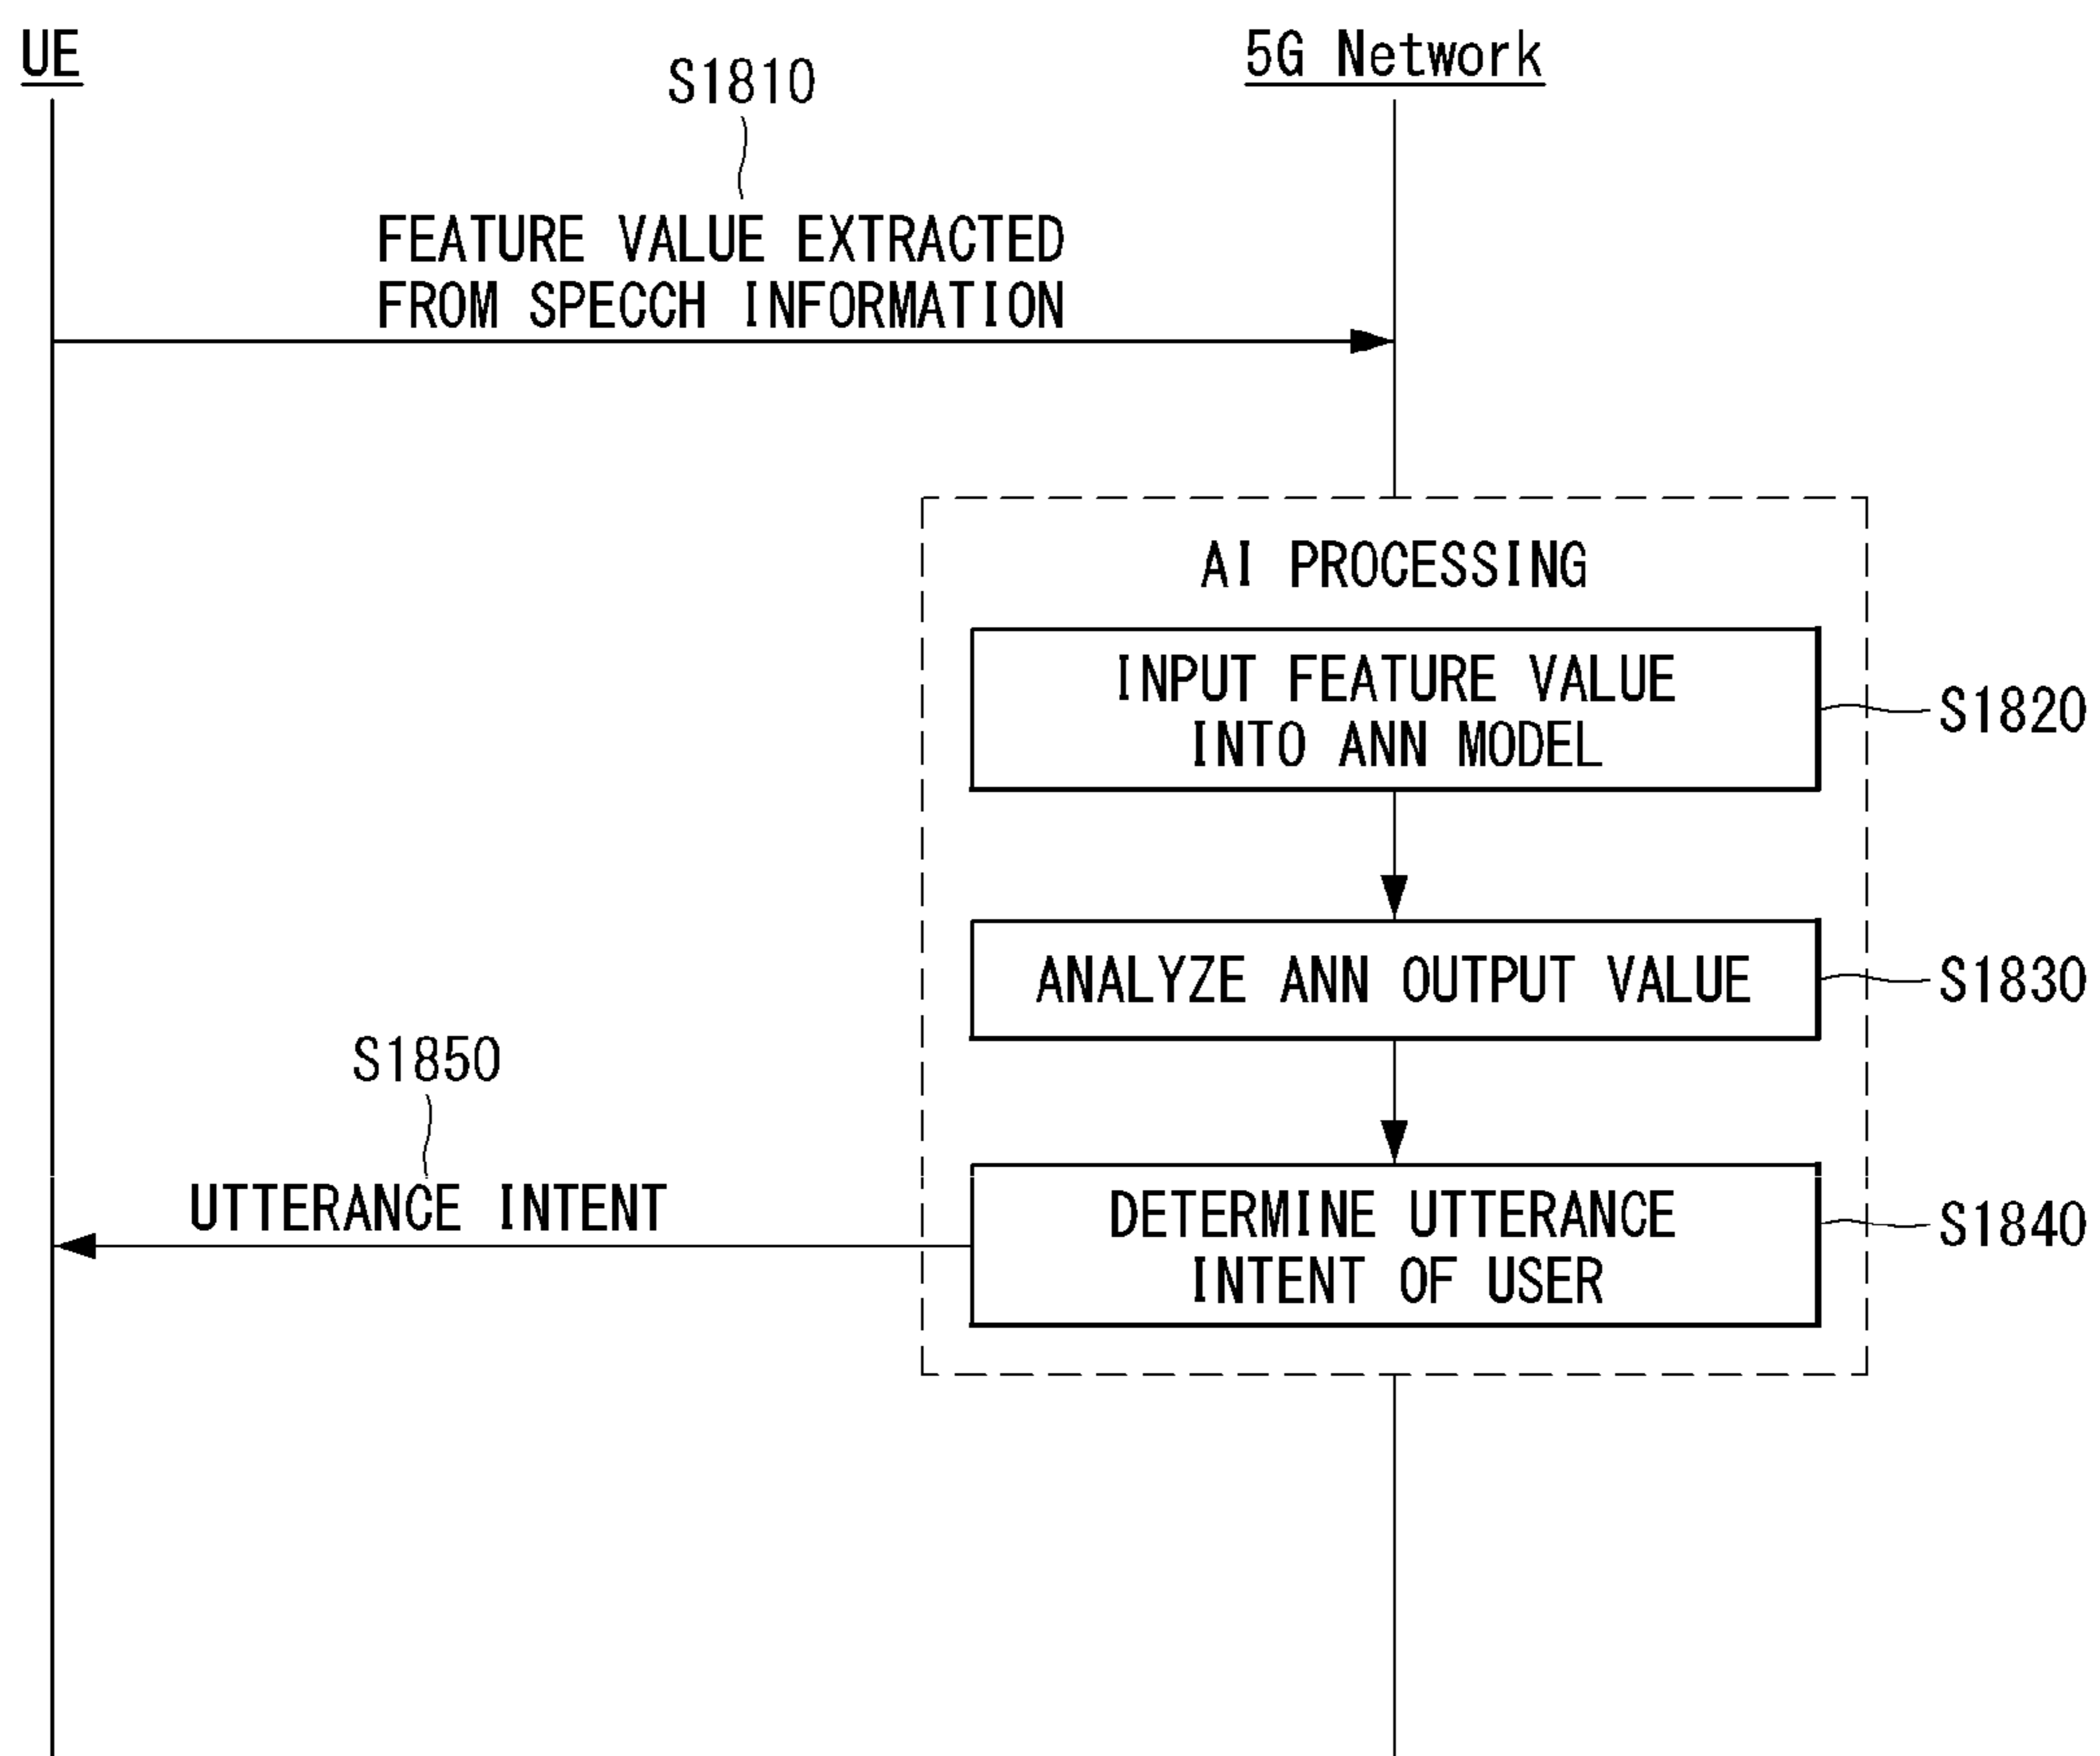 UE
5G Network
S1810
FEATURE VALUE EXTRACTED
FROM SPECCH INFORMATION
AI PROCESSING
INPUT FEATURE VALUE
INTO ANN MODEL
S1820
ANALYZE ANN OUTPUT VALUE
S1830
S1850
UTTERANCE INTENT
DETERMINE UTTERANCE
INTENT OF USER
S1840